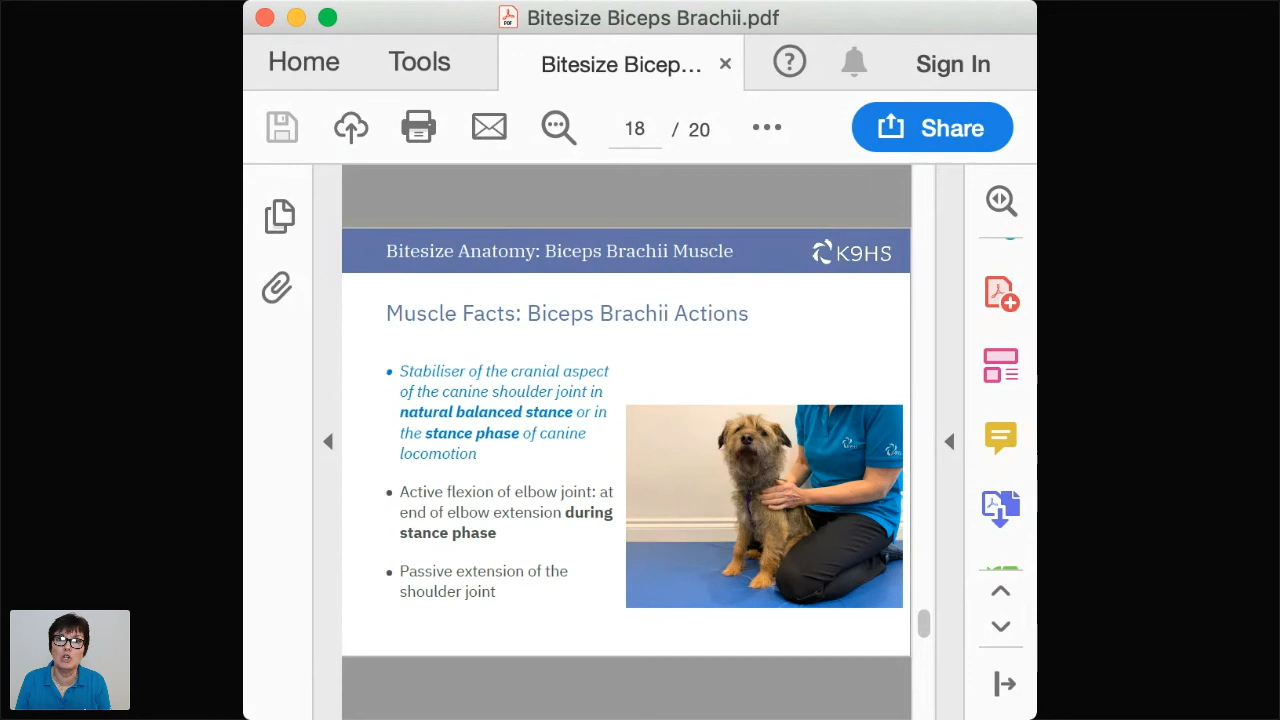 Bitesize Biceps Brachii.pdf
Home
Tools
Bitesize Bicep...
Sign In
18 / 20
Share
Bitesize Anatomy: Biceps Brachii Muscle
K9HS
Muscle Facts: Biceps Brachii Actions
• Stabiliser of the cranial aspect
of the canine shoulder joint in
natural balanced stance or in
the stance phase of canine
locomotion
• Active flexion of elbow joint: at
end of elbow extension during
stance phase
• Passive extension of the
shoulder joint